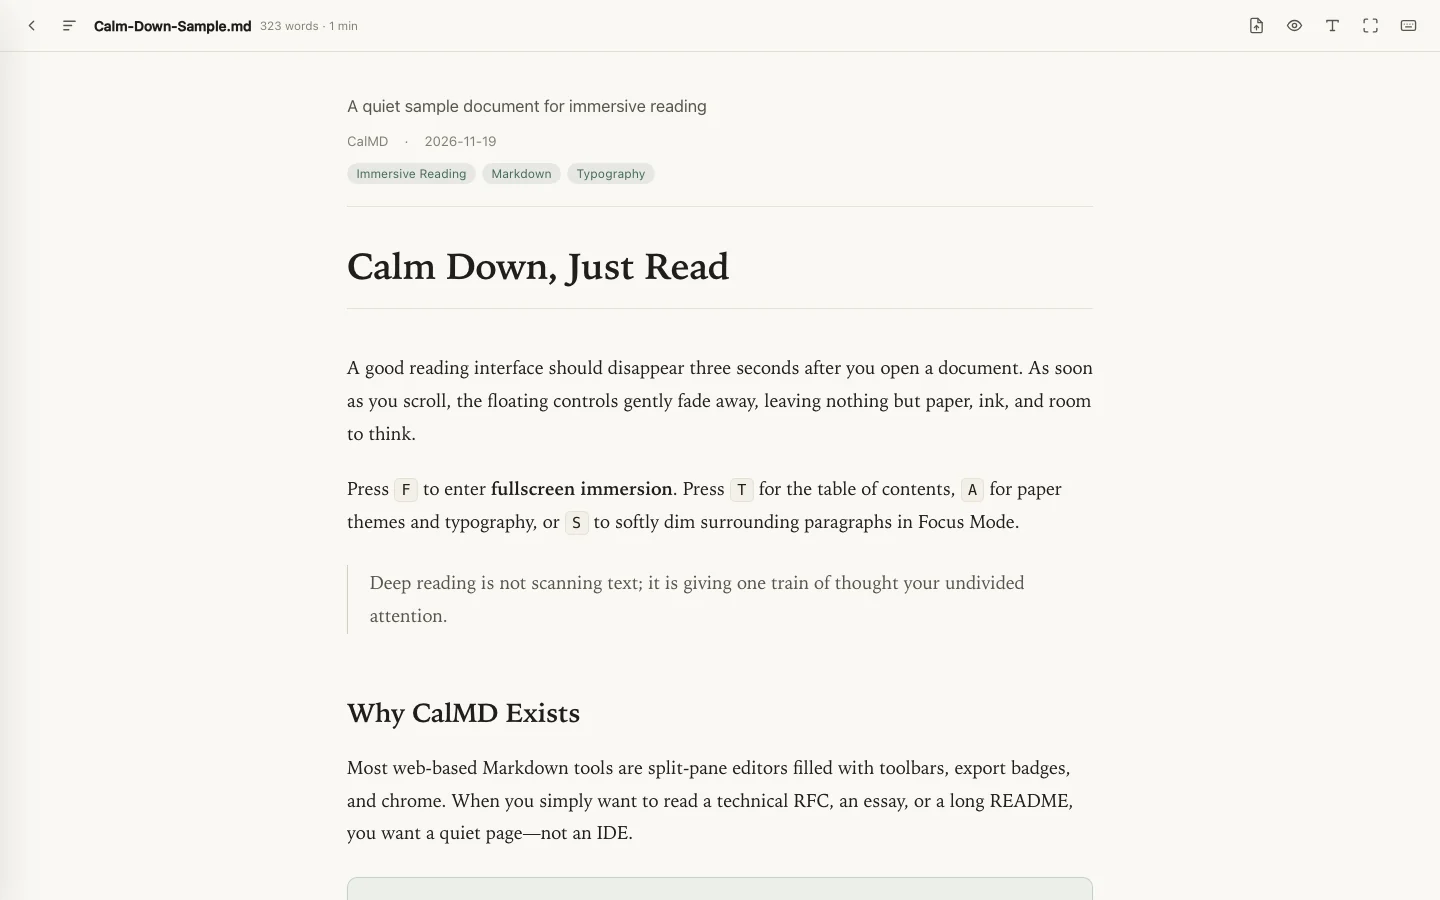 Calm-Down-Sample.md 323 words · 1 min
A quiet sample document for immersive reading
CalMD · 2026-11-19
Immersive Reading Markdown Typography
Calm Down, Just Read
A good reading interface should disappear three seconds after you open a document. As soon
as you scroll, the floating controls gently fade away, leaving nothing but paper, ink, and room
to think.
Press F to enter fullscreen immersion. Press T for the table of contents, A for paper
themes and typography, or S to softly dim surrounding paragraphs in Focus Mode.
Deep reading is not scanning text; it is giving one train of thought your undivided
attention.
Why CalMD Exists
Most web-based Markdown tools are split-pane editors filled with toolbars, export badges,
and chrome. When you simply want to read a technical RFC, an essay, or a long README,
you want a quiet page—not an IDE.